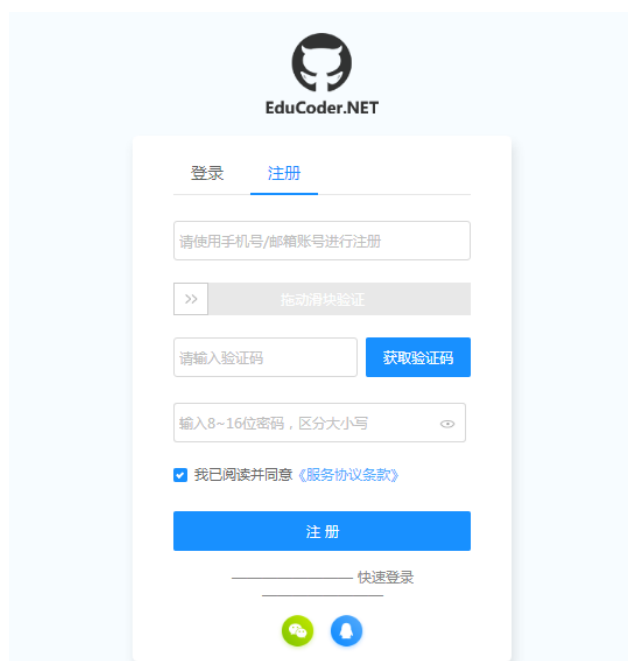 EduCoder.NET
登录 注册
请使用手机号/邮箱账号进行注册
拖动滑块验证
请输入验证码 获取验证码
输入8~16位密码，区分大小写
我已阅读并同意《服务协议条款》
注 册
快速登录